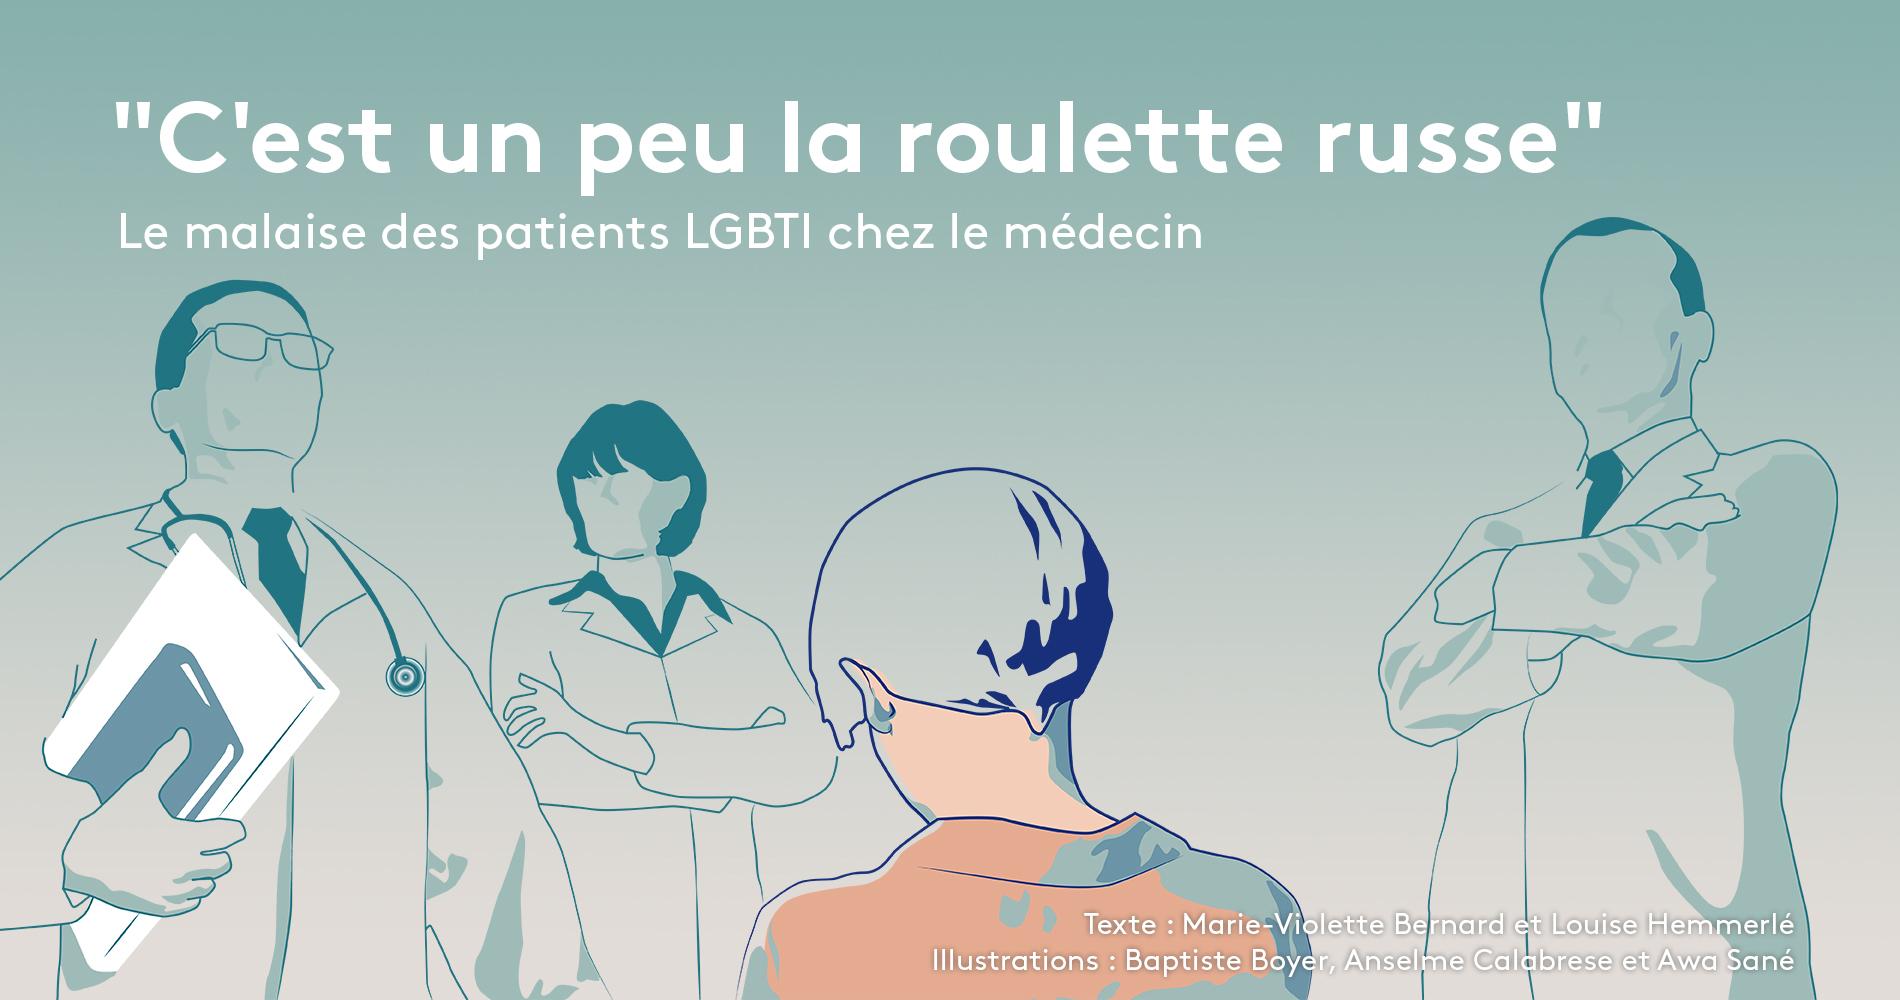 "C'est un peu la roulette russe"
Le malaise des patients LGBTI chez le médecin
Texte : Marie-Violette Bernard et Louise Hemmerlé
Illustrations : Baptiste Boyer, Anselme Calabrese et Awa Sané